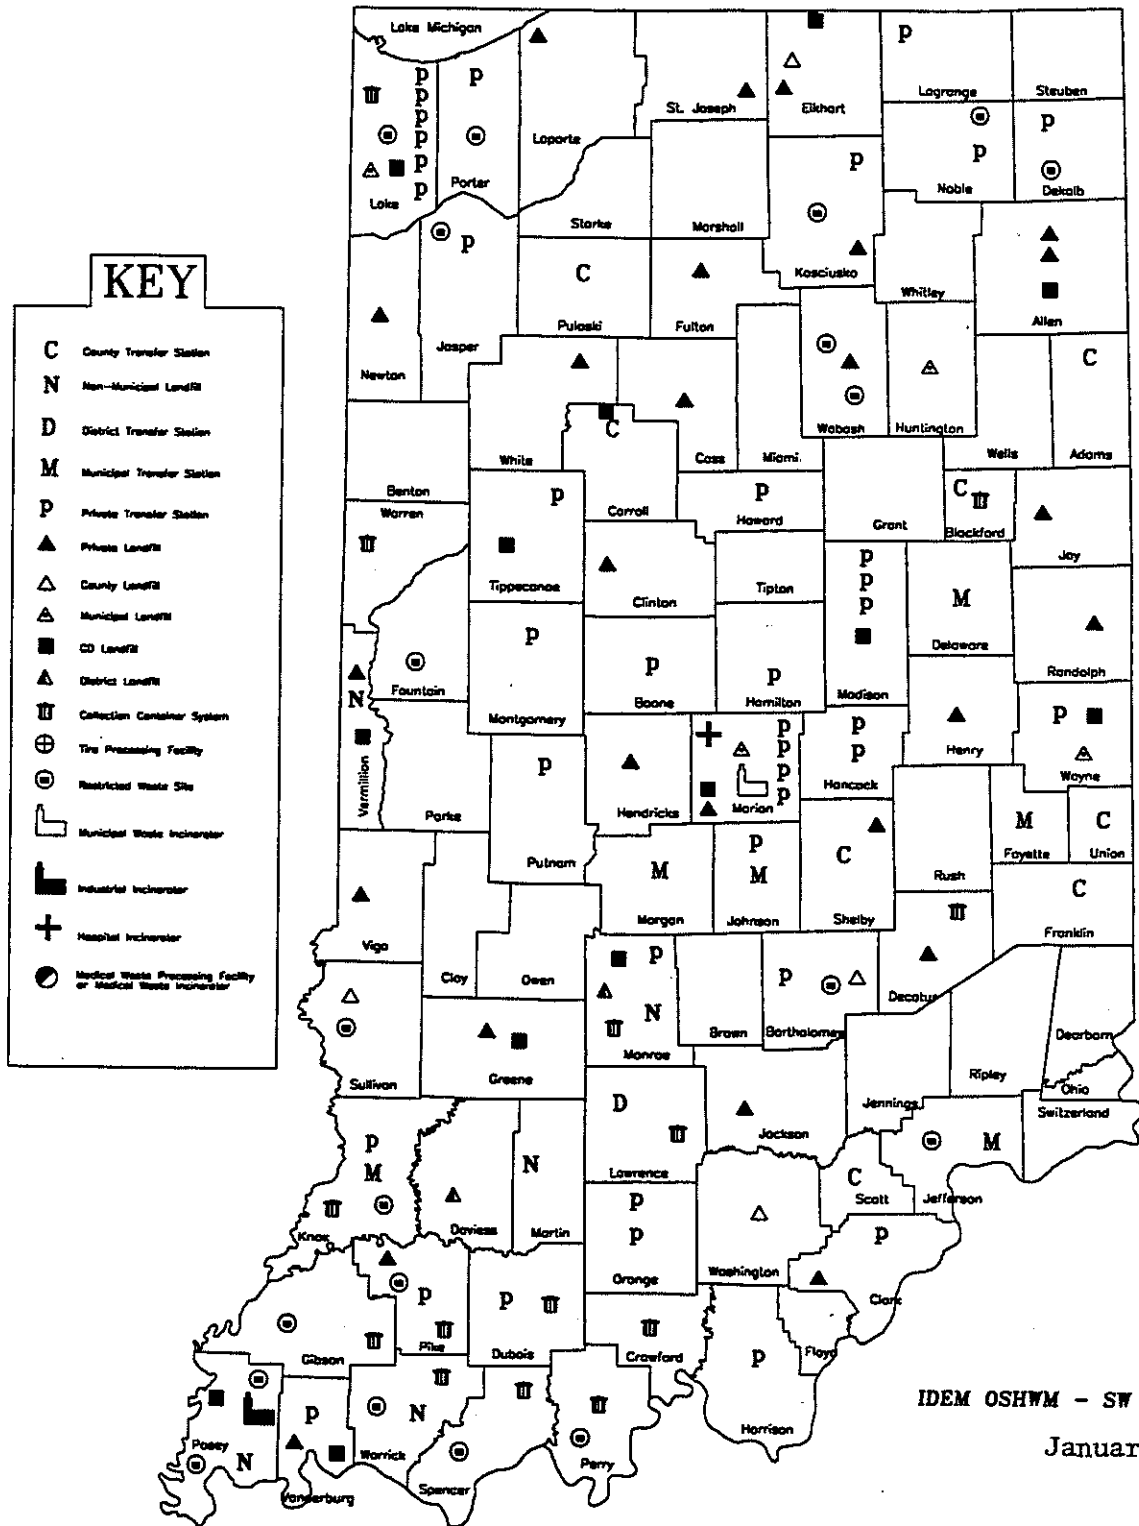 Lake Michigan
P
P
P
P
P
P
P
Lake
Porter
Laporte
St. Joseph
Elkhart
P
Lagrange
Steuben
P
Noble
P
Dekalb
Starke
Marshall
P
Kosciusko
Whitley
Allen
KEY
C County Transfer Station
N Non-Municipal Landfill
D District Transfer Station
M Municipal Transfer Station
P Private Transfer Station
Private Landfill
County Landfill
Municipal Landfill
CD Landfill
District Landfill
Collection Container System
Tire Processing Facility
Restricted Waste Site
Municipal Waste Incinerator
Industrial Incinerator
Hospital Incinerator
Medical Waste Processing Facility
or Medical Waste Incinerator
Newton
P
Jasper
C
Pulaski
Fulton
Wabash
Huntington
Wells
C
Adams
Benton
White
C
Carroll
Cass
Miami
Warren
P
Tippecanoe
P
Howard
Grant
C
Blackford
Jay
Clinton
Tipton
P
P
P
Madison
M
Delaware
Randolph
Fountain
P
Montgomery
P
Boone
P
Hamilton
N
Vermillion
Parke
P
Putnam
Hendricks
P
P
P
P
Marion
P
P
Hancock
Henry
P
Wayne
M
Fayette
C
Union
Vigo
Clay
Owen
M
Morgan
P
M
Johnson
C
Shelby
Rush
C
Franklin
Sullivan
Greene
P
N
Monroe
Brown
P
Bartholomew
Decatur
Jennings
Ripley
Dearborn
Ohio
Switzerland
P
M
Knox
Daviess
N
Martin
D
Lawrence
Jackson
C
Scott
M
Jefferson
P
P
Orange
Washington
P
Clark
Gibson
P
Pike
P
Dubois
Crawford
P
Harrison
Floyd
Posey
N
P
Vanderburg
N
Warrick
Spencer
Perry
IDEM OSHWM - SW
Januar